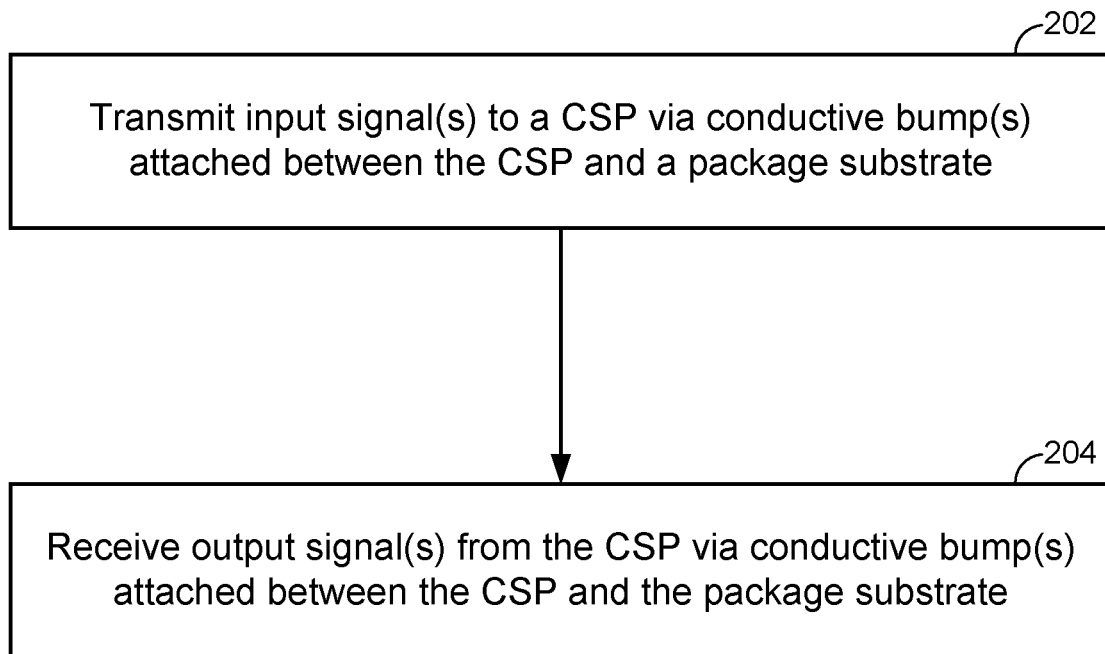 202
Transmit input signal(s) to a CSP via conductive bump(s)
attached between the CSP and a package substrate
204
Receive output signal(s) from the CSP via conductive bump(s)
attached between the CSP and the package substrate